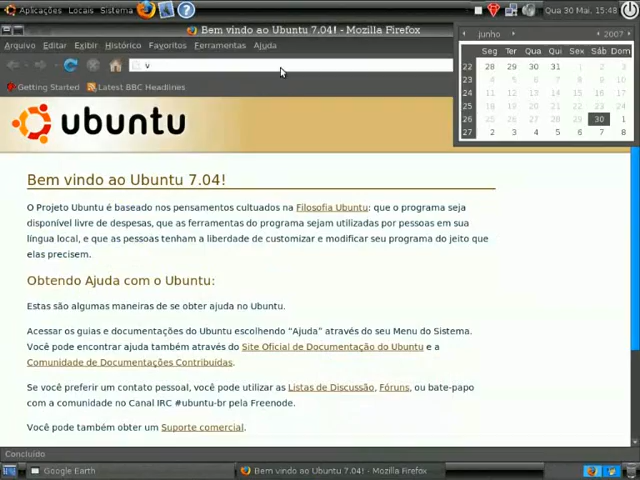 Aplicações Locais Sistema Qua 30 Mai, 15:48
Bem vindo ao Ubuntu 7.04! - Mozilla Firefox
Arquivo Editar Exibir Histórico Favoritos Ferramentas Ajuda
v
Getting Started Latest BBC Headlines
junho 2007
Seg Ter Qua Qui Sex Sáb Dom
22 28 29 30 31 1 2 3
23 4 5 6 7 8 9 10
24 11 12 13 14 15 16 17
25 18 19 20 21 22 23 24
26 25 26 27 28 29 30 1
27 2 3 4 5 6 7 8
ubuntu
Bem vindo ao Ubuntu 7.04!
O Projeto Ubuntu é baseado nos pensamentos cultuados na Filosofia Ubuntu: que o programa seja
disponível livre de despesas, que as ferramentas do programa sejam utilizadas por pessoas em sua
língua local, e que as pessoas tenham a liberdade de customizar e modificar seu programa do jeito que
elas precisem.
Obtendo Ajuda com o Ubuntu:
Estas são algumas maneiras de se obter ajuda no Ubuntu.
Acessar os guias e documentações do Ubuntu escolhendo “Ajuda” através do seu Menu do Sistema.
Você pode encontrar ajuda também através do Site Oficial de Documentação do Ubuntu e a
Comunidade de Documentações Contribuídas.
Se você preferir um contato pessoal, você pode utilizar as Listas de Discussão, Fóruns, ou bate-papo
com a comunidade no Canal IRC #ubuntu-br pela Freenode.
Você pode também obter um Suporte comercial.
Concluído
Google Earth Bem vindo ao Ubuntu 7.04! - Mozilla Firefox